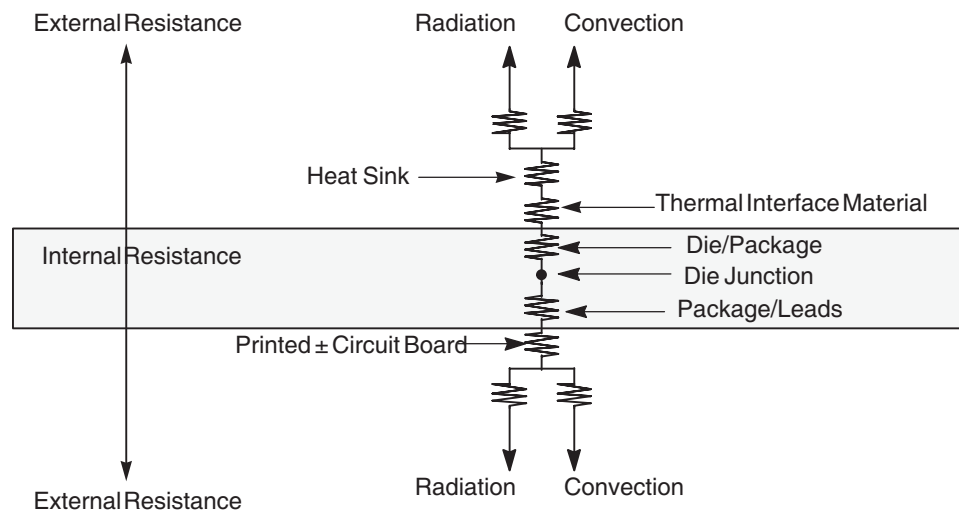 External Resistance
Radiation
Convection
Heat Sink
Thermal Interface Material
Internal Resistance
Die/Package
Die Junction
Package/Leads
Printed ± Circuit Board
Radiation
Convection
External Resistance